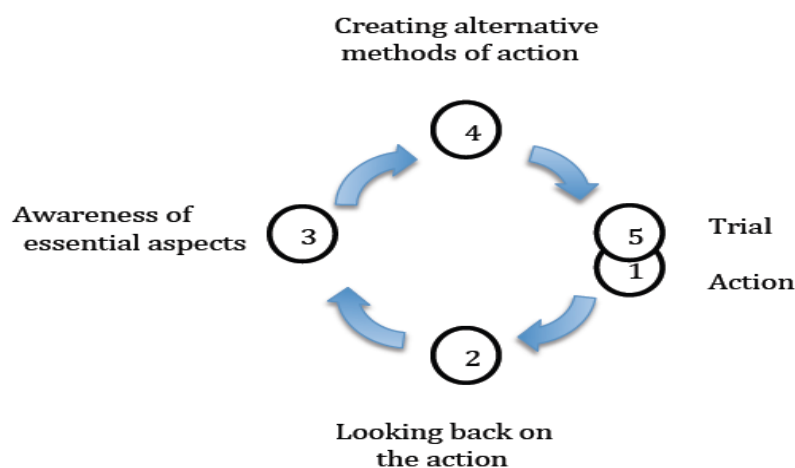 Creating alternative
methods of action
4
Awareness of
essential aspects
3
5
Trial
1
Action
2
Looking back on
the action